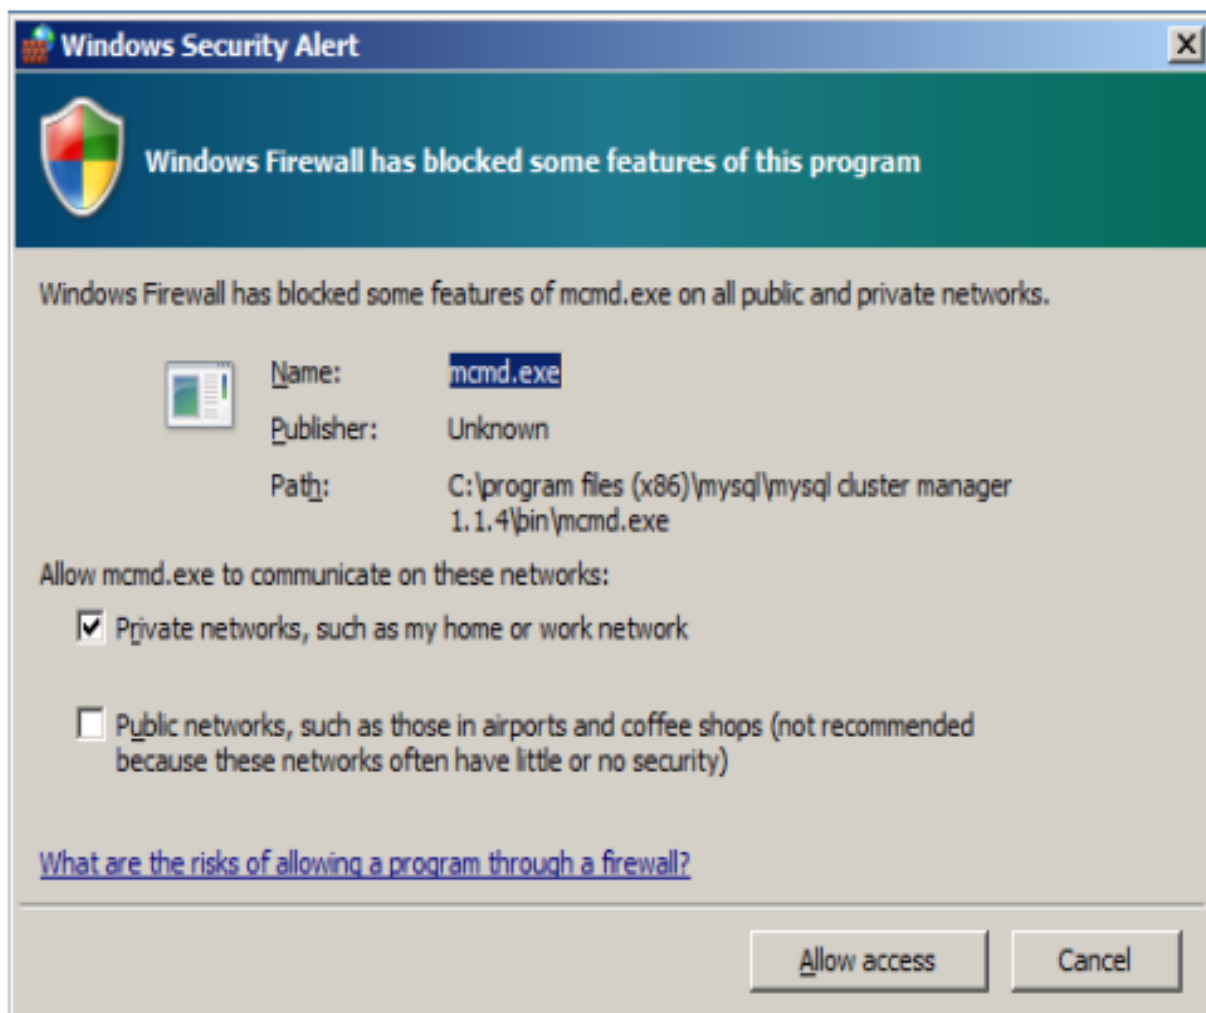 Windows Security Alert
Windows Firewall has blocked some features of this program
Windows Firewall has blocked some features of mcmd.exe on all public and private networks.
Name: mcmd.exe
Publisher: Unknown
Path: C:\program files (x86)\mysql\mysql cluster manager
1.1.4\bin\mcmd.exe
Allow mcmd.exe to communicate on these networks:
Private networks, such as my home or work network
Public networks, such as those in airports and coffee shops (not recommended
because these networks often have little or no security)
What are the risks of allowing a program through a firewall?
Allow access Cancel